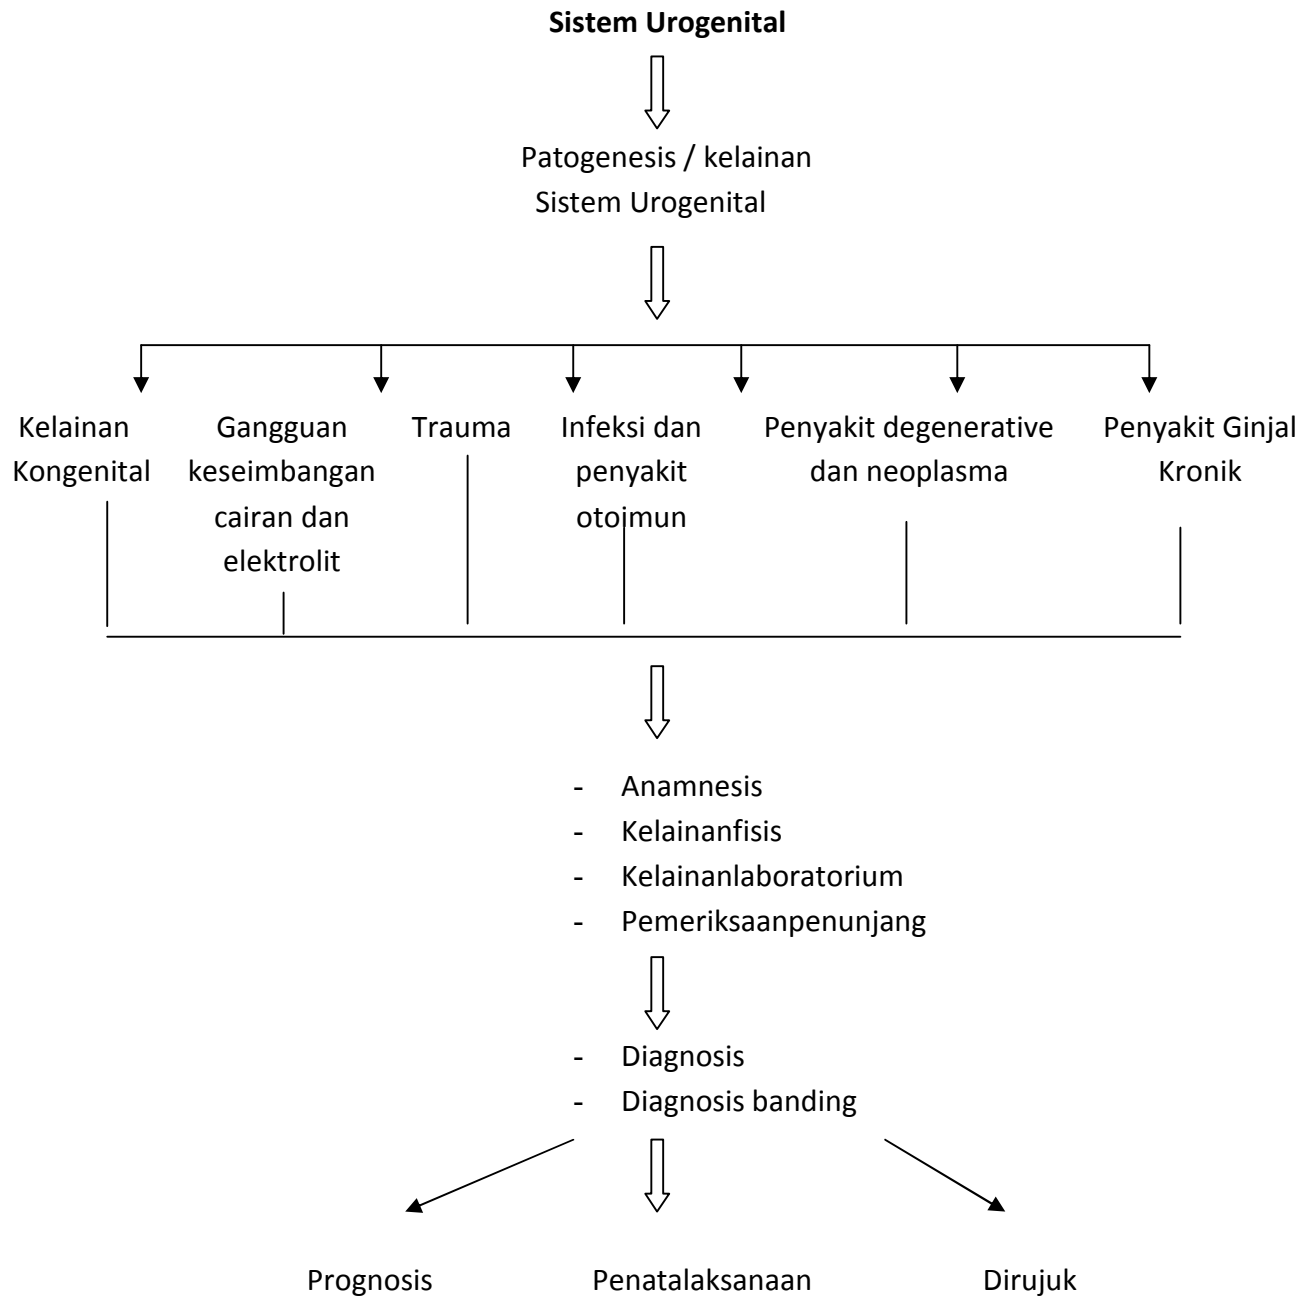 Sistem Urogenital
Patogenesis / kelainan
Sistem Urogenital
Kelainan
Kongenital
Gangguan
keseimbangan
cairan dan
elektrolit
Trauma
Infeksi dan
penyakit
otoimun
Penyakit degenerative
dan neoplasma
Penyakit Ginjal
Kronik
- Anamnesis
- Kelainanfisis
- Kelainanlaboratorium
- Pemeriksaanpenunjang
- Diagnosis
- Diagnosis banding
Prognosis
Penatalaksanaan
Dirujuk